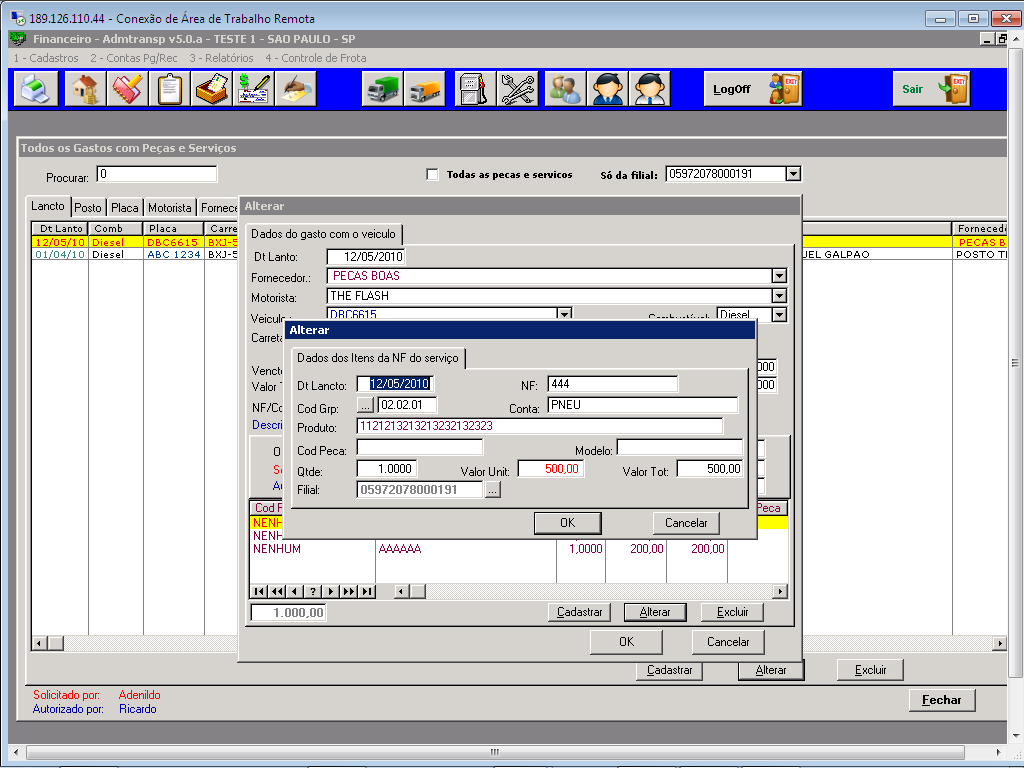 189.126.110.44 - Conexão de Área de Trabalho Remota
Financeiro - Admtransp v5.0.a - TESTE 1 - SAO PAULO - SP
1 - Cadastros 2 - Contas Pg/Rec 3 - Relatórios 4 - Controle de Frota
LogOff EXIT Sair EXIT
Todos os Gastos com Peças e Serviços
Procurar: 0 Todas as pecas e servicos Só da filial: 05972078000191
Lancto Posto Placa Motorista Fornece
Dt Lanto Comb Placa Carre Fornecedo
12/05/10 Diesel DBC6615 BXJ-5 PECAS B
01/04/10 Diesel ABC 1234 BXJ-5 UEL GALPAO POSTO TI
Alterar
Dados do gasto com o veiculo
Dt Lanto: 12/05/2010
Fornecedor.: PECAS BOAS
Motorista: THE FLASH
Veiculo.: DBC6615 Combustivel: Diesel
Carreta
Vencto 000
Valor T 000
NF/Co
Descri
Alterar
Dados dos Itens da NF do serviço
Dt Lancto: 12/05/2010 NF: 444
Cod Grp: ... 02.02.01 Conta: PNEU
Produto: 1121213213213232132323
Cod Peca: Modelo:
Qtde: 1.0000 Valor Unit: 500,00 Valor Tot: 500,00
Filial: 05972078000191 ...
OK Cancelar
O
So
Au
Cod P Peca
NENH
NENH
NENHUM AAAAAA 1,0000 200,00 200,00
1.000,00 Cadastrar Alterar Excluir
OK Cancelar
Cadastrar Alterar Excluir
Solicitado por: Adenildo
Autorizado por: Ricardo
Fechar